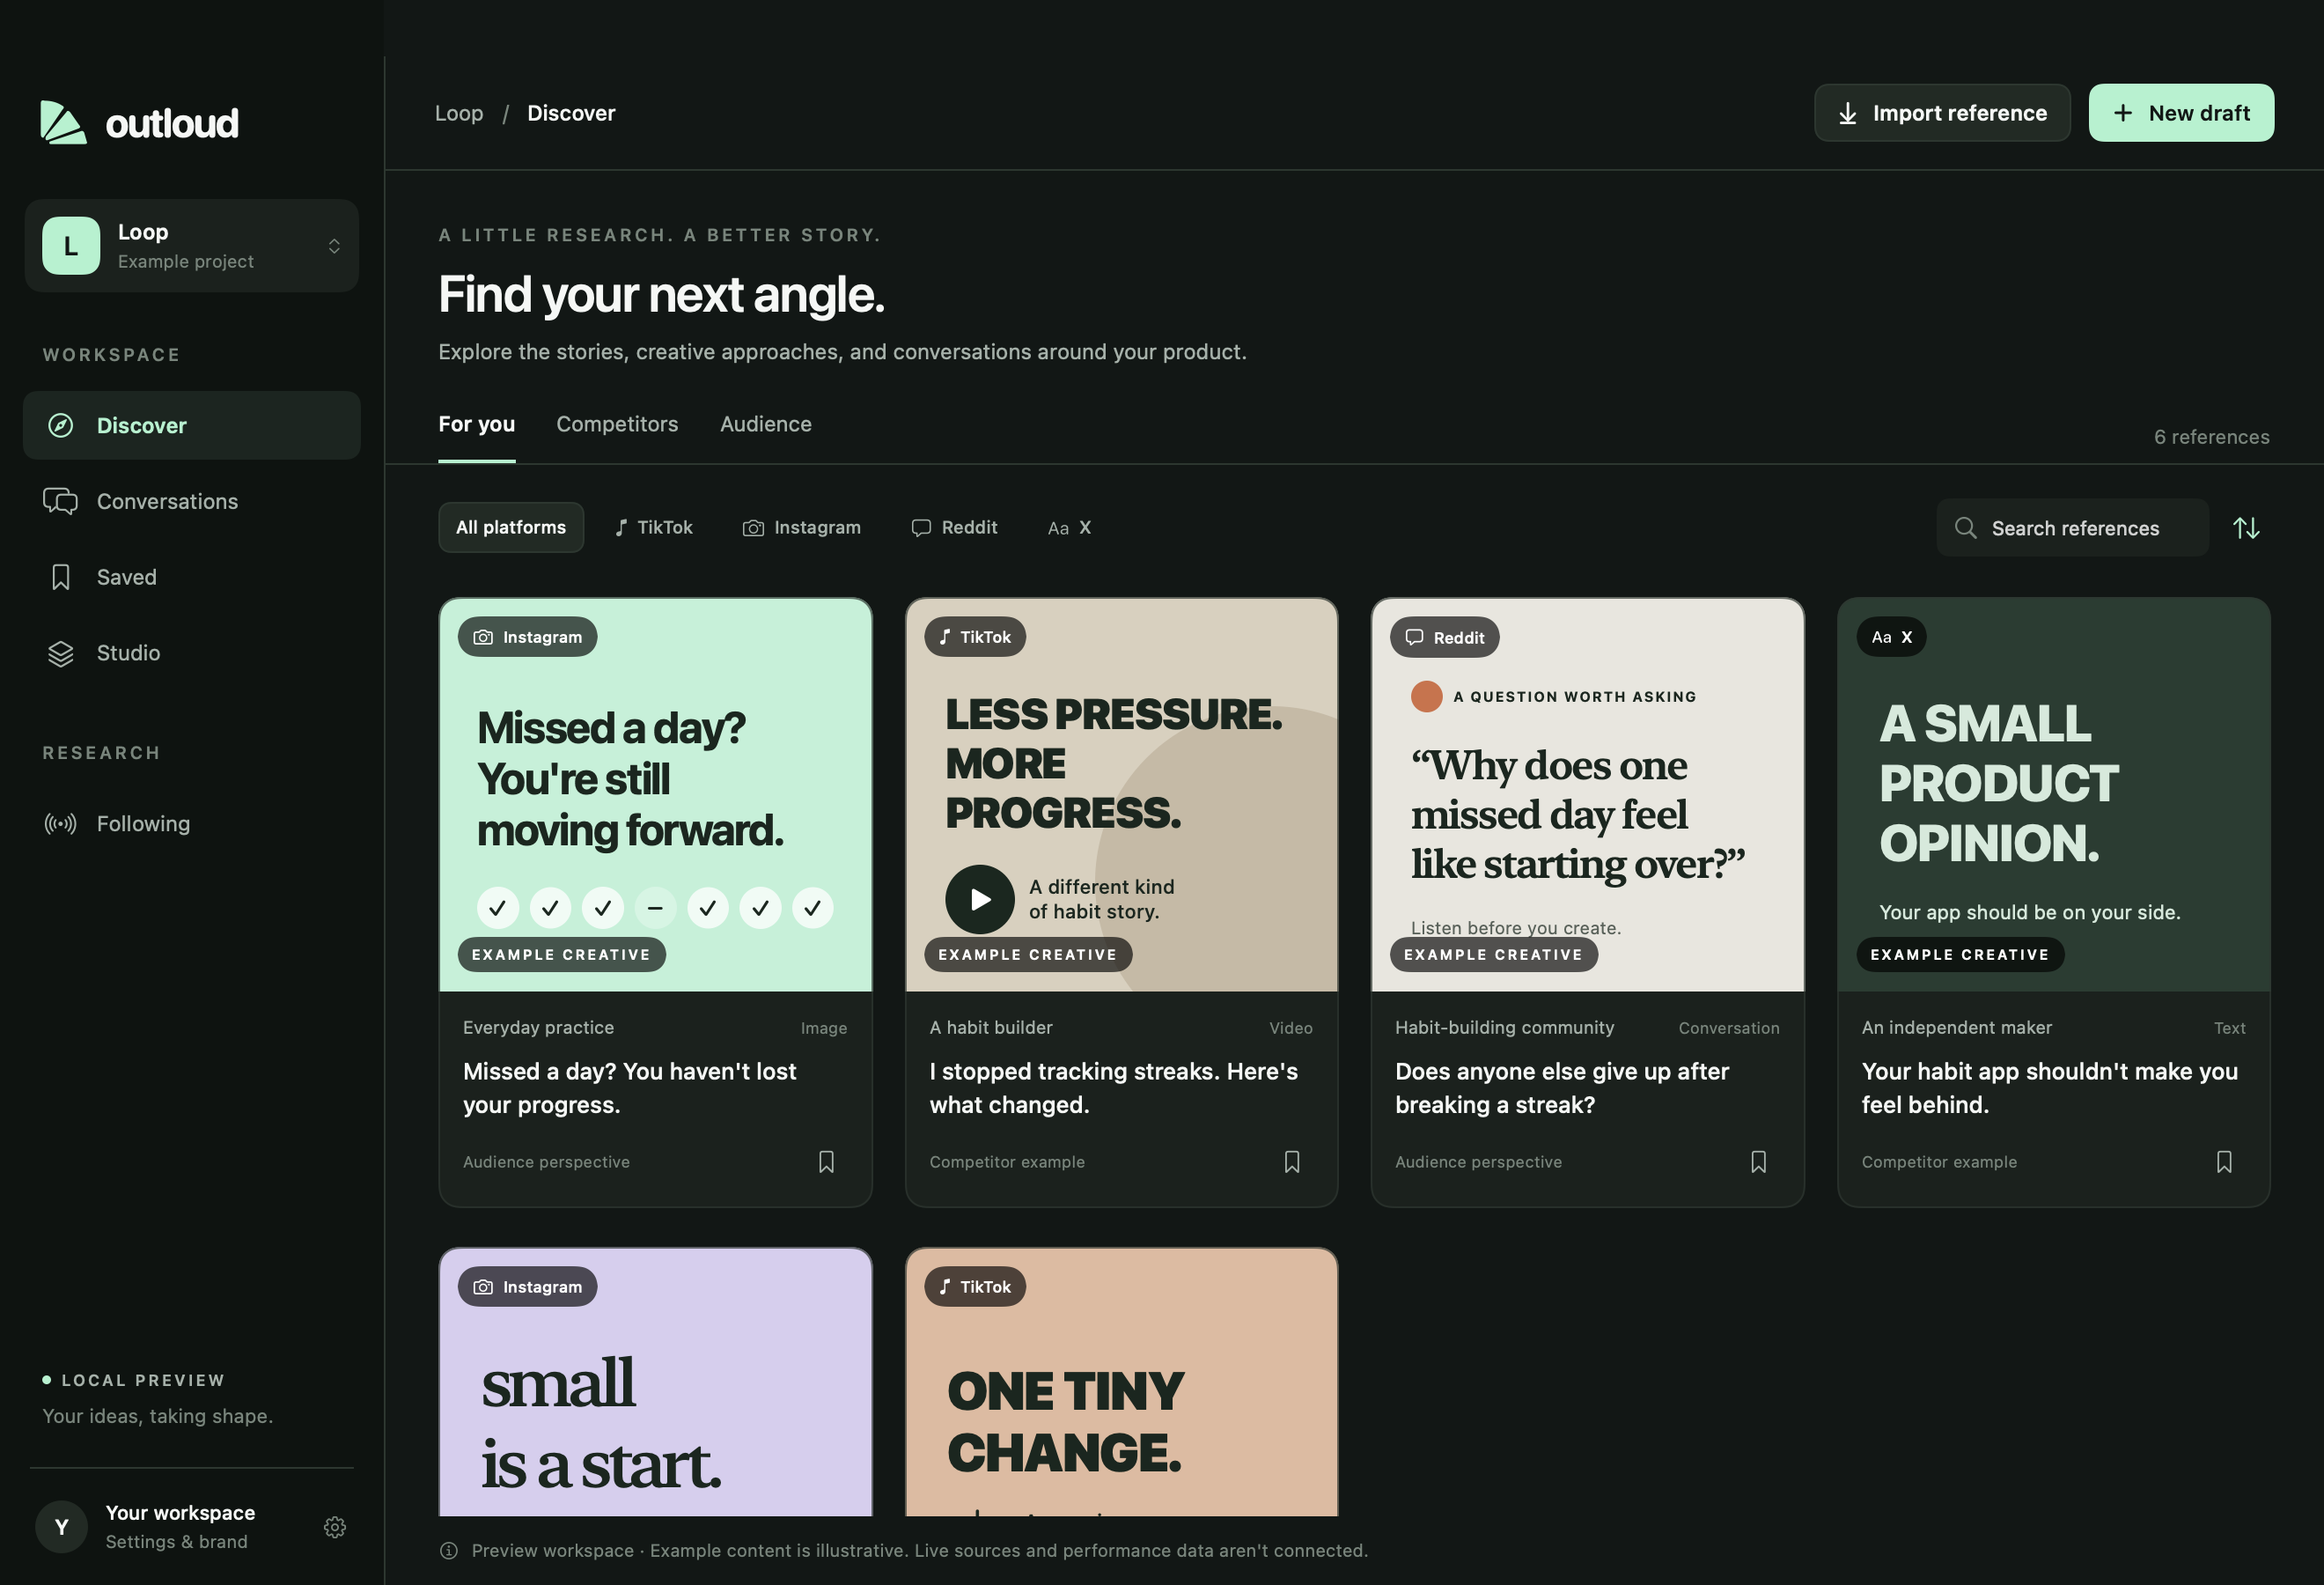 outloud
L
Loop
Example project
WORKSPACE
Discover
Conversations
Saved
Studio
RESEARCH
Following
LOCAL PREVIEW
Your ideas, taking shape.
Y
Your workspace
Settings & brand
Loop / Discover
Import reference
New draft
A LITTLE RESEARCH. A BETTER STORY.
Find your next angle.
Explore the stories, creative approaches, and conversations around your product.
For you Competitors Audience
6 references
All platforms TikTok Instagram Reddit Aa X
Search references
Instagram
Missed a day?
You're still
moving forward.
EXAMPLE CREATIVE
Everyday practice Image
Missed a day? You haven't lost
your progress.
Audience perspective
TikTok
LESS PRESSURE.
MORE
PROGRESS.
A different kind
of habit story.
EXAMPLE CREATIVE
A habit builder Video
I stopped tracking streaks. Here's
what changed.
Competitor example
Reddit
A QUESTION WORTH ASKING
“Why does one
missed day feel
like starting over?”
Listen before you create.
EXAMPLE CREATIVE
Habit-building community Conversation
Does anyone else give up after
breaking a streak?
Audience perspective
Aa X
A SMALL
PRODUCT
OPINION.
Your app should be on your side.
EXAMPLE CREATIVE
An independent maker Text
Your habit app shouldn't make you
feel behind.
Competitor example
Instagram
small
is a start.
TikTok
ONE TINY
CHANGE.
Preview workspace · Example content is illustrative. Live sources and performance data aren't connected.